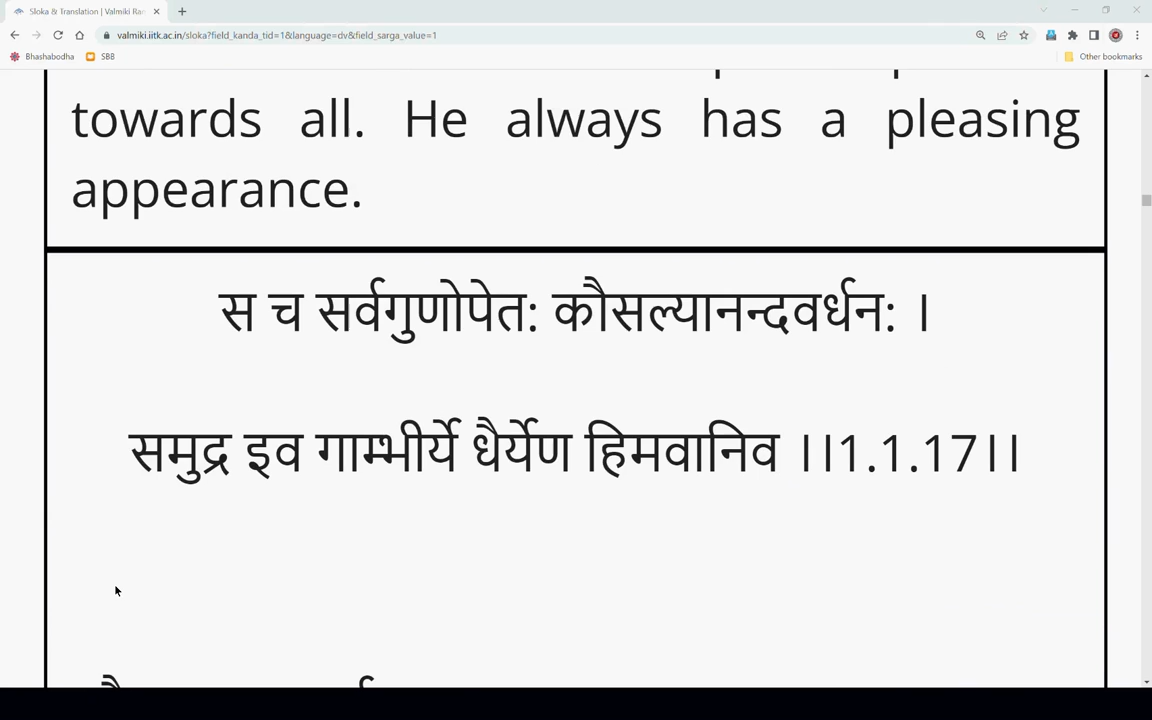 Sloka & Translation | Valmiki Ra
valmiki.iitk.ac.in/sloka?field_kanda_tid=1&language=dv&field_sarga_value=1
Bhashabodha SBB Other bookmarks
towards all. He always has a pleasing
appearance.
स च सर्वगुणोपेत: कौसल्यानन्दवर्धन: ।
समुद्र इव गाम्भीर्ये धैर्येण हिमवानिव ।।1.1.17।।